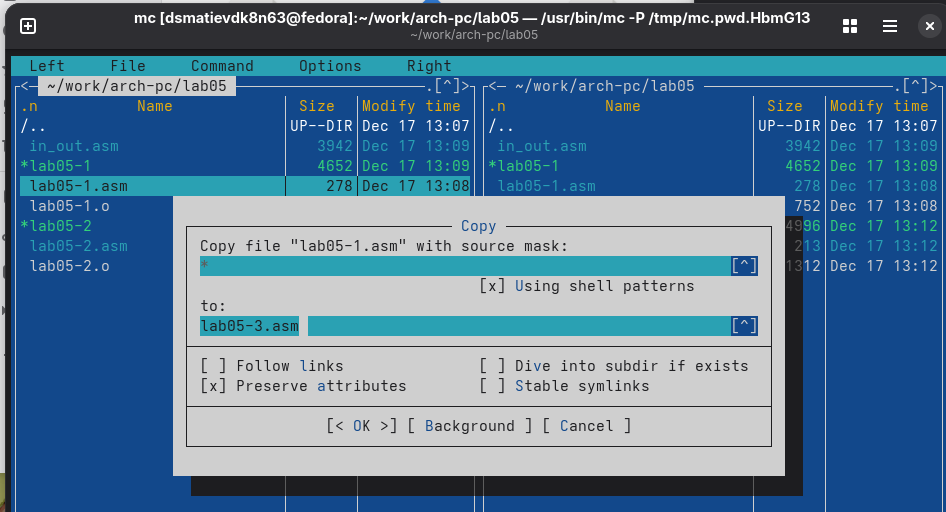 mc [dsmatievdk8n63@fedora]:~/work/arch-pc/lab05 — /usr/bin/mc -P /tmp/mc.pwd.HbmG13
~/work/arch-pc/lab05
Left File Command Options Right
<─ ~/work/arch-pc/lab05 ─.[^]> <─ ~/work/arch-pc/lab05 ─.[^]>
.n Name Size Modify time .n Name Size Modify time
/.. UP--DIR Dec 17 13:07 /.. UP--DIR Dec 17 13:07
in_out.asm 3942 Dec 17 13:09 in_out.asm 3942 Dec 17 13:09
*lab05-1 4652 Dec 17 13:09 *lab05-1 4652 Dec 17 13:09
lab05-1.asm 278 Dec 17 13:08 lab05-1.asm 278 Dec 17 13:08
lab05-1.o 752 Dec 17 13:08
*lab05-2 4996 Dec 17 13:12
lab05-2.asm 213 Dec 17 13:12
lab05-2.o 1312 Dec 17 13:12
Copy
Copy file "lab05-1.asm" with source mask:
* [^]
[x] Using shell patterns
to:
lab05-3.asm [^]
[ ] Follow links [ ] Dive into subdir if exists
[x] Preserve attributes [ ] Stable symlinks
[< OK >] [ Background ] [ Cancel ]